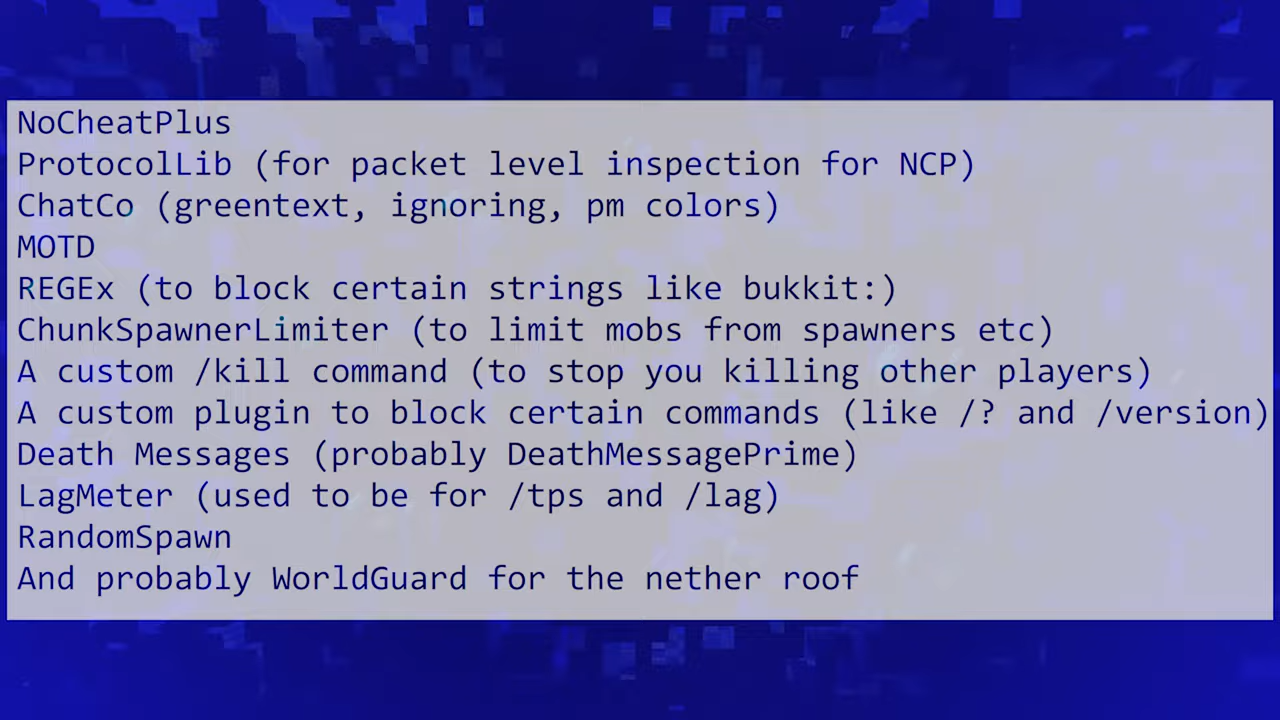 NoCheatPlus
ProtocolLib (for packet level inspection for NCP)
ChatCo (greentext, ignoring, pm colors)
MOTD
REGEx (to block certain strings like bukkit:)
ChunkSpawnerLimiter (to limit mobs from spawners etc)
A custom /kill command (to stop you killing other players)
A custom plugin to block certain commands (like /? and /version)
Death Messages (probably DeathMessagePrime)
LagMeter (used to be for /tps and /lag)
RandomSpawn
And probably WorldGuard for the nether roof